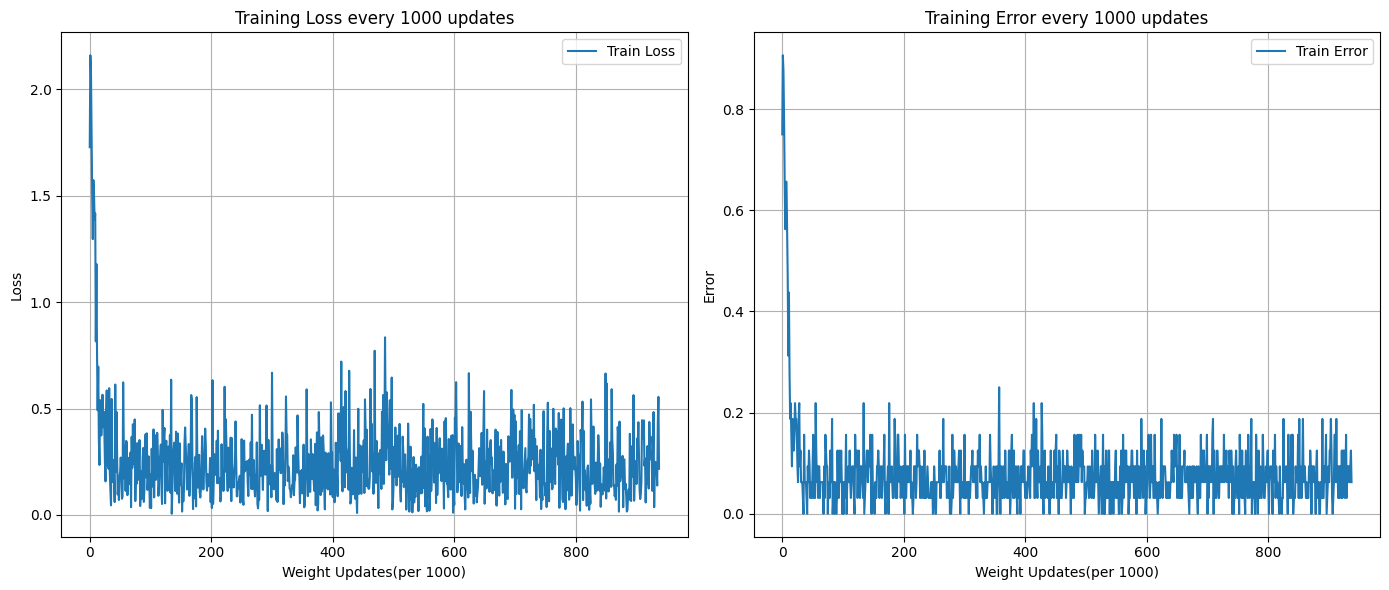 Training Loss every 1000 updates
Train Loss
Loss
2.0
1.5
1.0
0.5
0.0
0 200 400 600 800
Weight Updates(per 1000)
Training Error every 1000 updates
Train Error
Error
0.8
0.6
0.4
0.2
0.0
0 200 400 600 800
Weight Updates(per 1000)